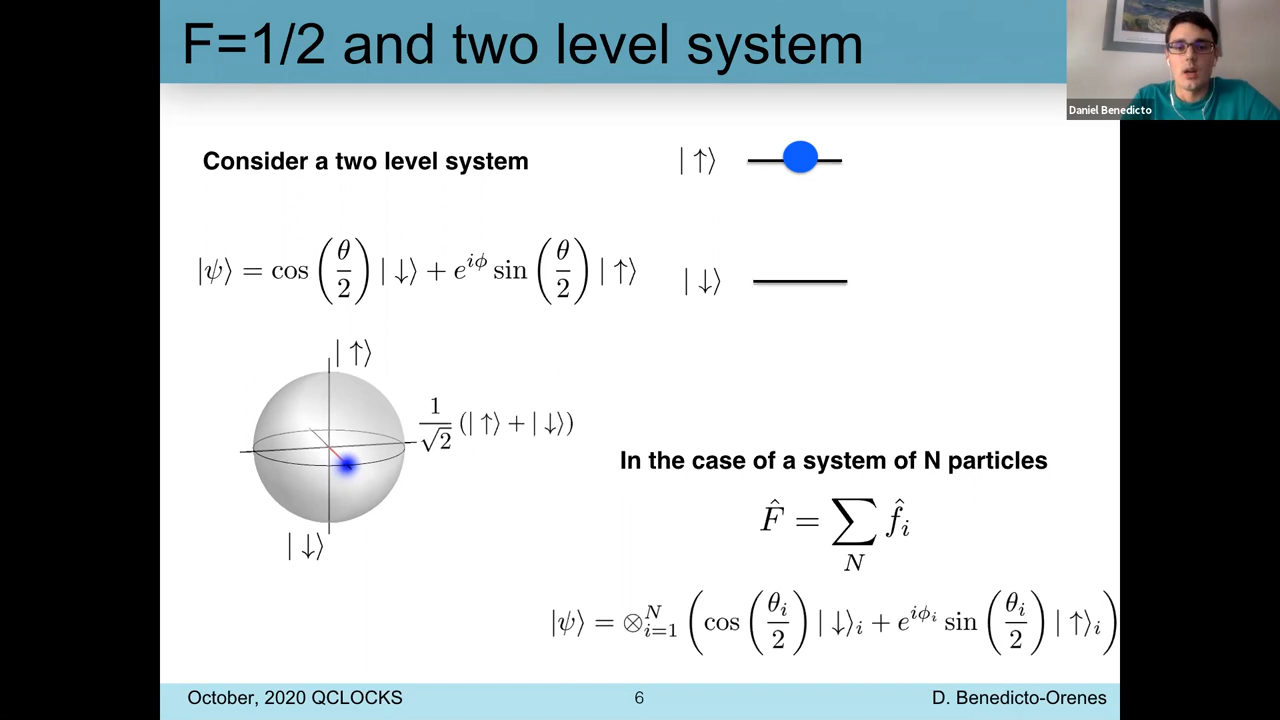 F=1/2 and two level system
Daniel Benedicto
Consider a two level system
|↑⟩
|ψ⟩ = cos(θ/2)|↓⟩ + e^{iϕ} sin(θ/2)|↑⟩
|↓⟩
|↑⟩
1/√2 (|↑⟩ + |↓⟩)
|↓⟩
In the case of a system of N particles
F̂ = ∑_N f̂_i
|ψ⟩ = ⊗_{i=1}^{N} (cos(θ_i/2)|↓⟩_i + e^{iϕ_i} sin(θ_i/2)|↑⟩_i)
October, 2020 QCLOCKS
6
D. Benedicto-Orenes